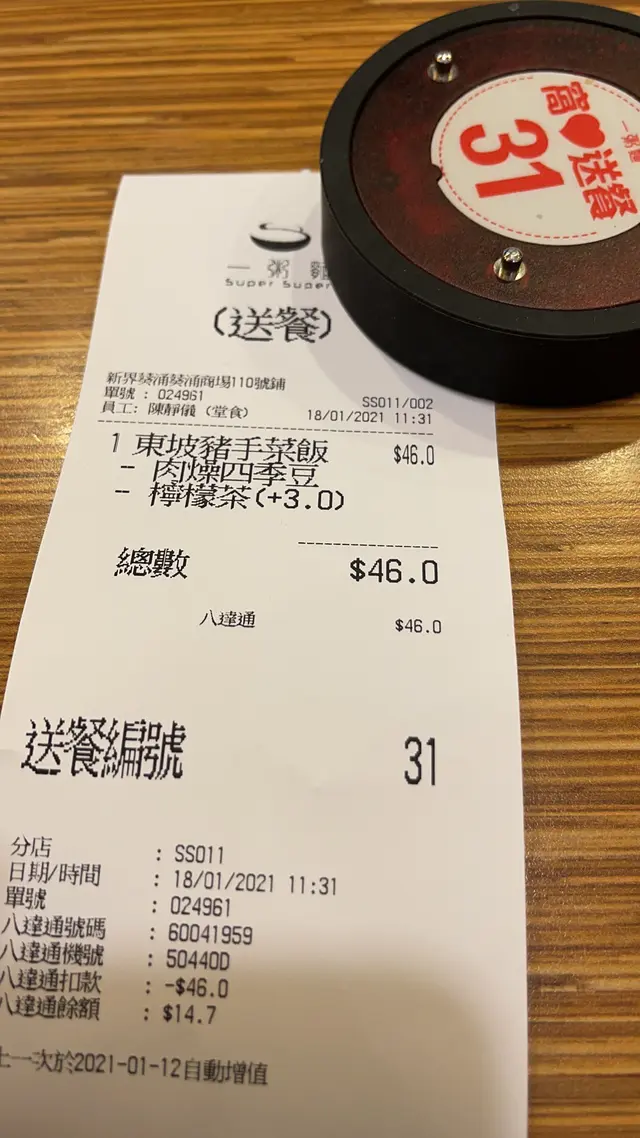 一粥麵
窩❤送餐
31
一粥麵
Super Super
(送餐)
新界葵涌葵涌商場110號鋪
單號 : 024961 SS011/002
員工: 陳靜儀 (堂食) 18/01/2021 11:31
1 東坡豬手菜飯 $46.0
- 肉燥四季豆
- 檸檬茶(+3.0)
總數 $46.0
八達通 $46.0
送餐編號 31
分店 : SS011
日期/時間 : 18/01/2021 11:31
單號 : 024961
八達通號碼 : 60041959
八達通機號 : 50440D
八達通扣款 : -$46.0
八達通餘額 : $14.7
上一次於2021-01-12自動增值